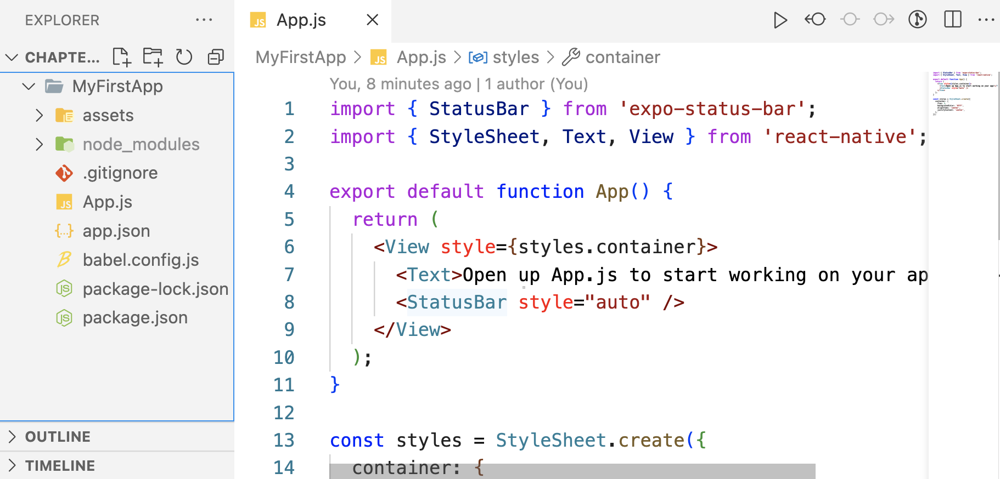 EXPLORER
CHAPTE...
MyFirstApp
assets
node_modules
.gitignore
App.js
app.json
babel.config.js
package-lock.json
package.json
OUTLINE
TIMELINE
App.js
MyFirstApp > App.js > styles > container
You, 8 minutes ago | 1 author (You)
1 import { StatusBar } from 'expo-status-bar';
2 import { StyleSheet, Text, View } from 'react-native';
3
4 export default function App() {
5   return (
6     <View style={styles.container}>
7       <Text>Open up App.js to start working on your ap
8       <StatusBar style="auto" />
9     </View>
10   );
11 }
12
13 const styles = StyleSheet.create({
14   container: {